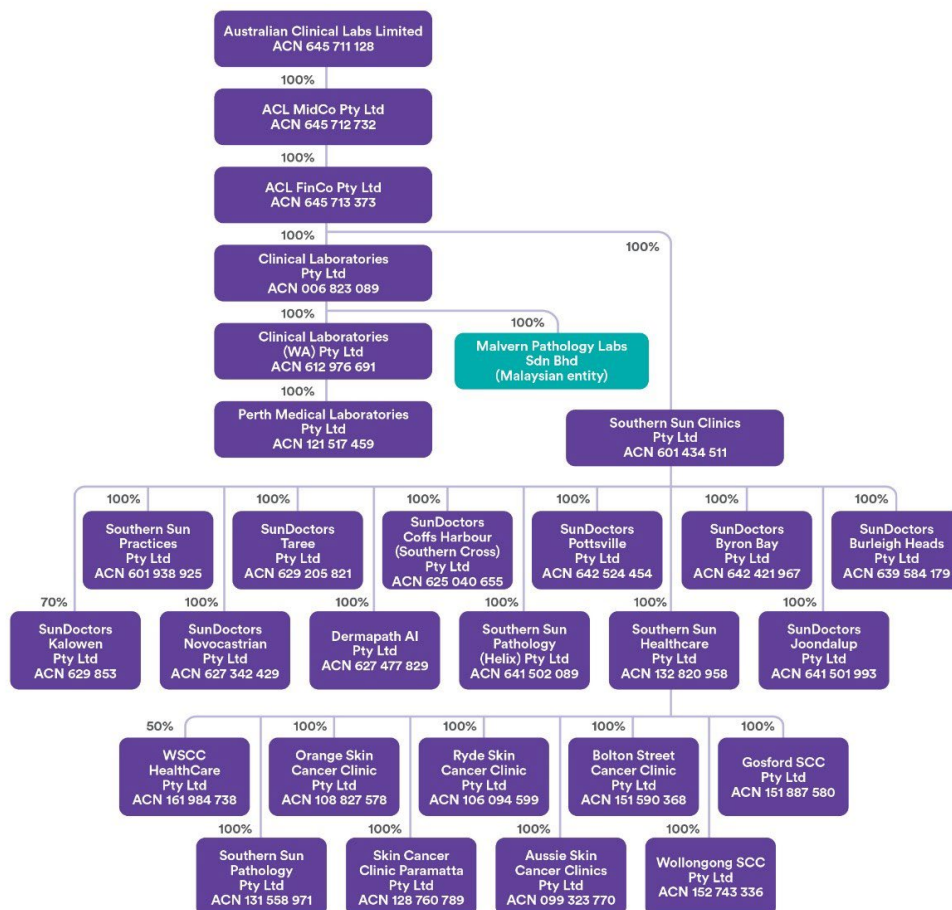 Australian Clinical Labs Limited
ACN 645 711 128
100%
ACL MidCo Pty Ltd
ACN 645 712 732
100%
ACL FinCo Pty Ltd
ACN 645 713 373
100%
100%
Clinical Laboratories
Pty Ltd
ACN 006 823 089
100%
100%
Clinical Laboratories
(WA) Pty Ltd
ACN 612 976 691
Malvern Pathology Labs
Sdn Bhd
(Malaysian entity)
100%
Perth Medical Laboratories
Pty Ltd
ACN 121 517 459
Southern Sun Clinics
Pty Ltd
ACN 601 434 511
100%
Southern Sun
Practices
Pty Ltd
ACN 601 938 925
100%
SunDoctors
Taree
Pty Ltd
ACN 629 205 821
100%
SunDoctors
Coffs Harbour
(Southern Cross)
Pty Ltd
ACN 625 040 655
100%
SunDoctors
Pottsville
Pty Ltd
ACN 642 524 454
100%
SunDoctors
Byron Bay
Pty Ltd
ACN 642 421 967
100%
SunDoctors
Burleigh Heads
Pty Ltd
ACN 639 584 179
70%
SunDoctors
Kalowen
Pty Ltd
ACN 629 853
100%
SunDoctors
Novocastrian
Pty Ltd
ACN 627 342 429
100%
Dermapath AI
Pty Ltd
ACN 627 477 829
100%
Southern Sun
Pathology
(Helix) Pty Ltd
ACN 641 502 089
100%
Southern Sun
Healthcare
Pty Ltd
ACN 132 820 958
100%
SunDoctors
Joondalup
Pty Ltd
ACN 641 501 993
50%
WSCC
HealthCare
Pty Ltd
ACN 161 984 738
100%
Orange Skin
Cancer Clinic
Pty Ltd
ACN 108 827 578
100%
Ryde Skin
Cancer Clinic
Pty Ltd
ACN 106 094 599
100%
Bolton Street
Cancer Clinic
Pty Ltd
ACN 151 590 368
100%
Gosford SCC
Pty Ltd
ACN 151 887 580
100%
Southern Sun
Pathology
Pty Ltd
ACN 131 558 971
100%
Skin Cancer
Clinic Paramatta
Pty Ltd
ACN 128 760 789
100%
Aussie Skin
Cancer Clinics
Pty Ltd
ACN 099 323 770
100%
Wollongong SCC
Pty Ltd
ACN 152 743 336